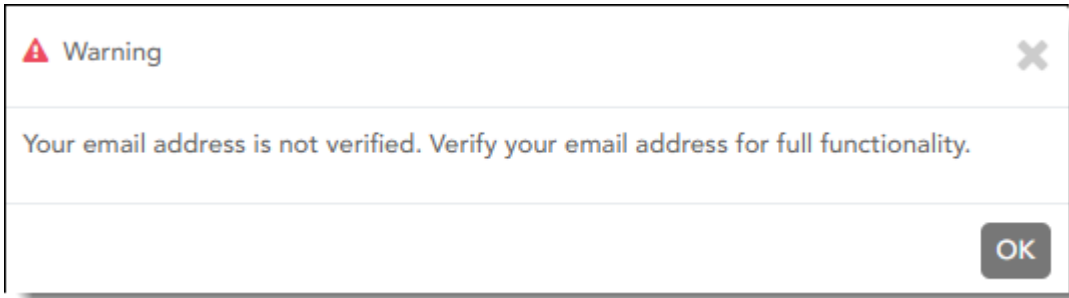 Warning
Your email address is not verified. Verify your email address for full functionality.
OK